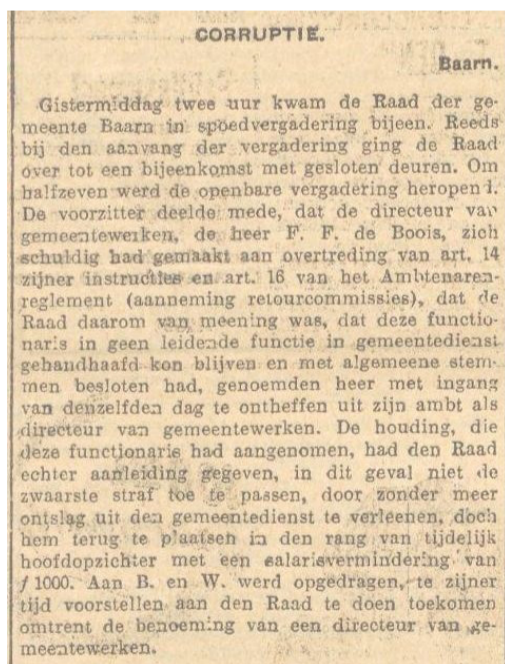 CORRUPTIE.
Baarn.
Gistermiddag twee uur kwam de Raad der ge-
meente Baarn in spoedvergadering bijeen. Reeds
bij den aanvang der vergadering ging de Raad
over tot een bijeenkomst met gesloten deuren. Om
halfzeven werd de openbare vergadering heropend.
De voorzitter deelde mede, dat de directeur van
gemeentewerken, de heer F. F. de Boois, zich
schuldig had gemaakt aan overtreding van art. 14
zijner instructies en art. 16 van het Ambtenaren-
reglement (aanneming retourcommissies), dat de
Raad daarom van meening was, dat deze functio-
naris in geen leidende functie in gemeentedienst
gehandhaafd kon blijven en met algemeene stem-
men besloten had, genoemden heer met ingang
van denzelfden dag te ontheffen uit zijn ambt als
directeur van gemeentewerken. De houding, die
deze functionaris had aangenomen, had den Raad
echter aanleiding gegeven, in dit geval niet de
zwaarste straf toe te passen, door zonder meer
ontslag uit den gemeentedienst te verleenen, doch
hem terug te plaatsen in den rang van tijdelijk
hoofdopzichter met een salarisvermindering van
ƒ 1000. Aan B. en W. werd opgedragen, te zijner
tijd voorstellen aan den Raad te doen toekomen
omtrent de benoeming van een directeur van ge-
meentewerken.